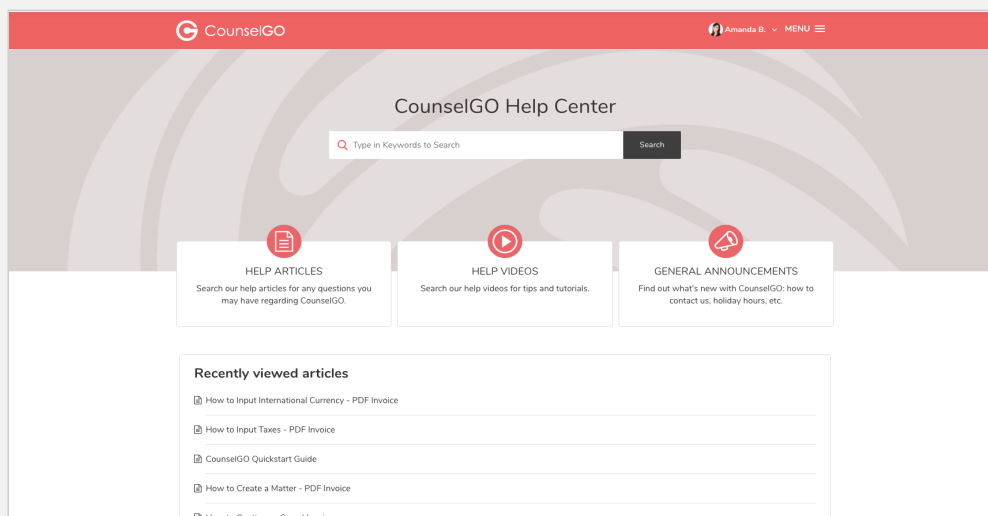 CounselGO
Amanda B.
MENU
CounselGO Help Center
Type in Keywords to Search
Search
HELP ARTICLES
Search our help articles for any questions you
may have regarding CounselGO.
HELP VIDEOS
Search our help videos for tips and tutorials.
GENERAL ANNOUNCEMENTS
Find out what's new with CounselGO: how to
contact us, holiday hours, etc.
Recently viewed articles
How to Input International Currency - PDF Invoice
How to Input Taxes - PDF Invoice
CounselGO Quickstart Guide
How to Create a Matter - PDF Invoice